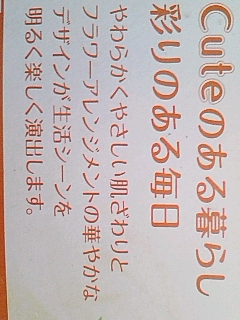 Cuteのある暮らし
彩りのある毎日
やわらかくやさしい肌ざわりと
フラワーアレンジメントの華やかな
デザインが生活シーンを
明るく楽しく演出します。